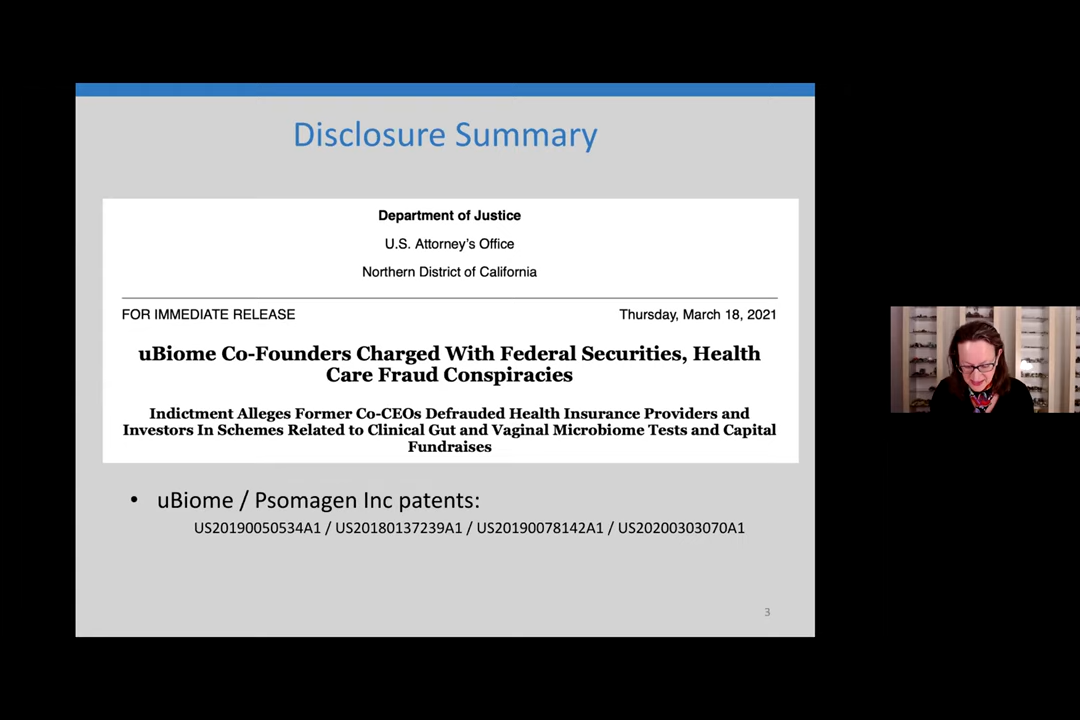 Disclosure Summary
Department of Justice
U.S. Attorney’s Office
Northern District of California
FOR IMMEDIATE RELEASE Thursday, March 18, 2021
uBiome Co-Founders Charged With Federal Securities, Health
Care Fraud Conspiracies
Indictment Alleges Former Co-CEOs Defrauded Health Insurance Providers and
Investors In Schemes Related to Clinical Gut and Vaginal Microbiome Tests and Capital
Fundraises
• uBiome / Psomagen Inc patents:
US20190050534A1 / US20180137239A1 / US20190078142A1 / US20200303070A1
3